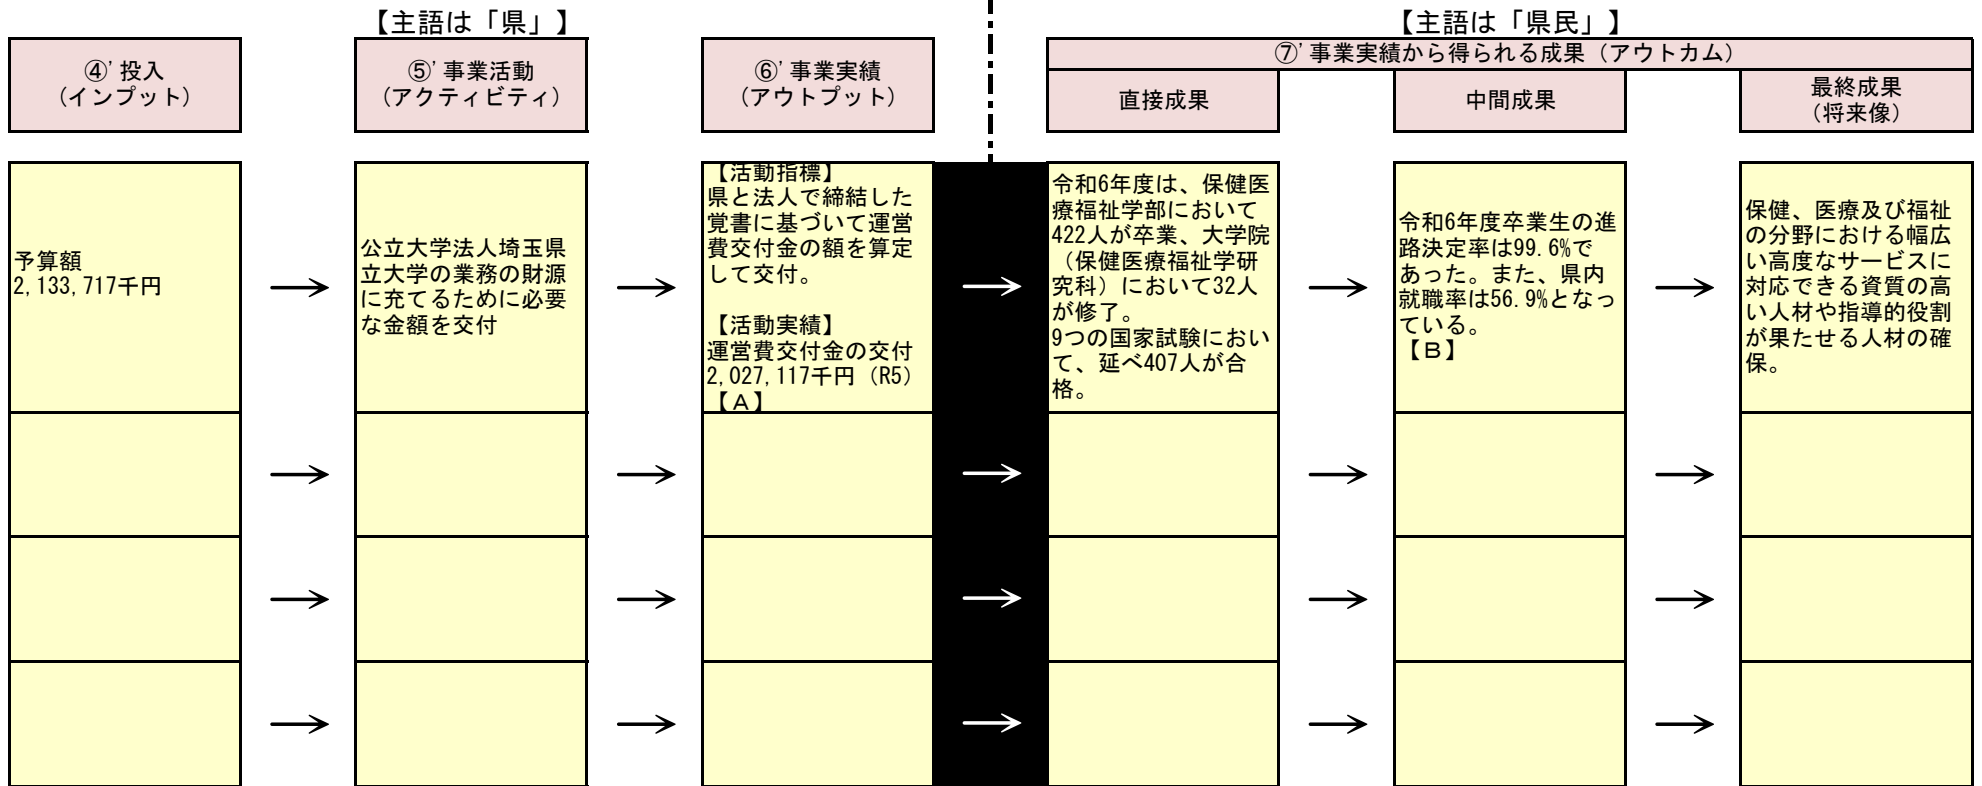 【主語は「県」】
【主語は「県民」】
④’投入
（インプット）
⑤’事業活動
（アクティビティ）
⑥’事業実績
（アウトプット）
⑦’事業実績から得られる成果（アウトカム）
直接成果
中間成果
最終成果
（将来像）
予算額
2,133,717千円
公立大学法人埼玉県
立大学の業務の財源
に充てるために必要
な金額を交付
【活動指標】
県と法人で締結した
覚書に基づいて運営
費交付金の額を算定
して交付。
【活動実績】
運営費交付金の交付
2,027,117千円（R5）
【Ａ】
令和6年度は、保健医
療福祉学部において
422人が卒業、大学院
（保健医療福祉学研
究科）において32人
が修了。
9つの国家試験におい
て、延べ407人が合
格。
令和6年度卒業生の進
路決定率は99.6%で
あった。また、県内
就職率は56.9%となっ
ている。
【Ｂ】
保健、医療及び福祉
の分野における幅広
い高度なサービスに
対応できる資質の高
い人材や指導的役割
が果たせる人材の確
保。